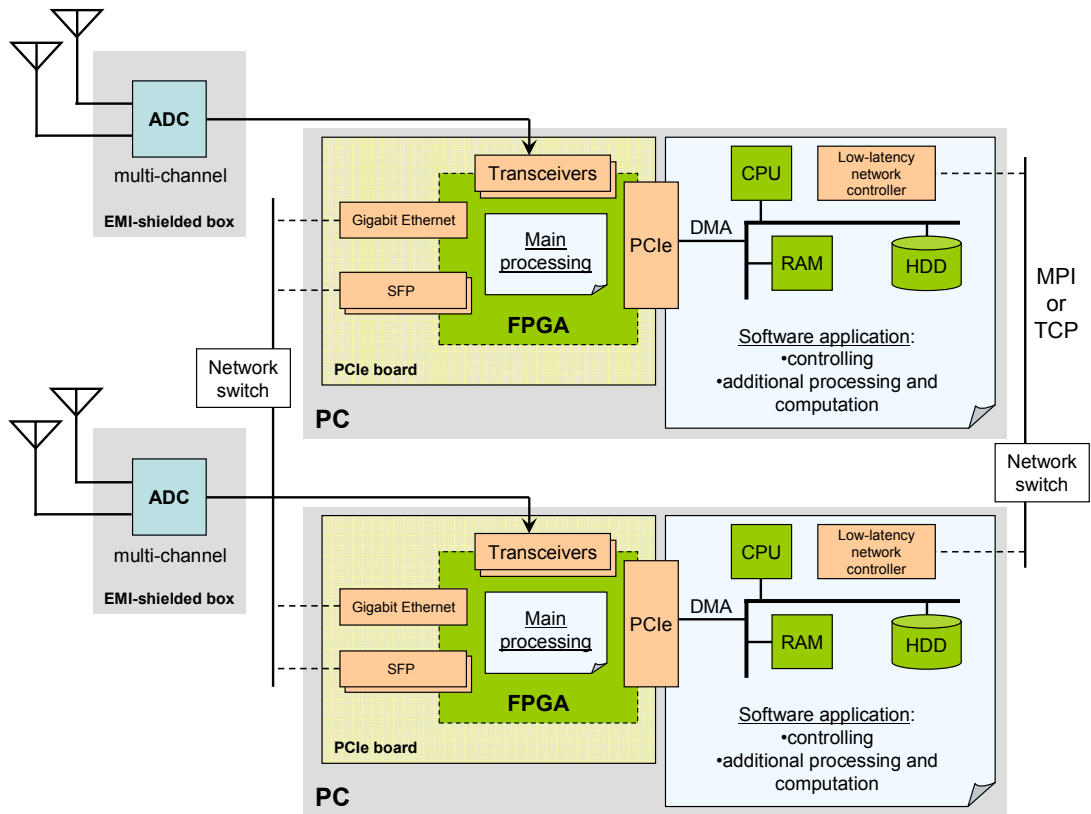 ADC
multi-channel
EMI-shielded box
Transceivers
Gigabit Ethernet
SFP
Main
processing
FPGA
PCIe board
PCIe
DMA
CPU
Low-latency
network
controller
RAM
HDD
Software application:
•controlling
•additional processing and
computation
PC
MPI
or
TCP
Network
switch
Network
switch
ADC
multi-channel
EMI-shielded box
Transceivers
Gigabit Ethernet
SFP
Main
processing
FPGA
PCIe board
PCIe
DMA
CPU
Low-latency
network
controller
RAM
HDD
Software application:
•controlling
•additional processing and
computation
PC